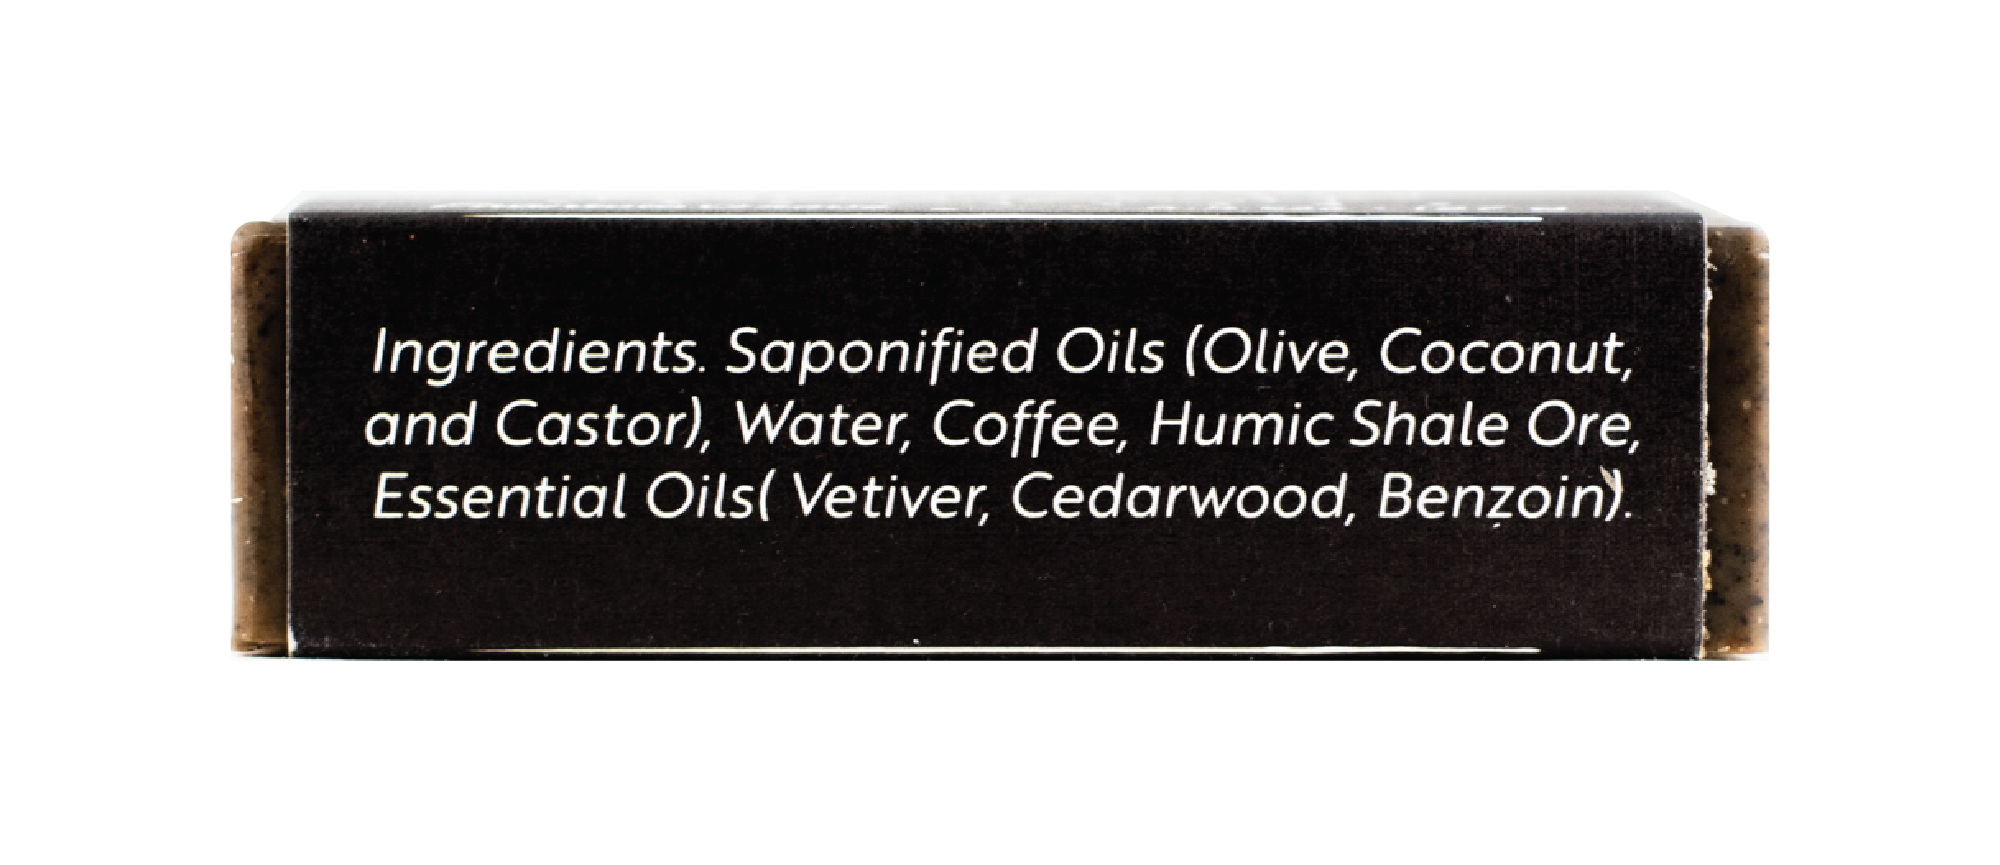 Ingredients. Saponified Oils (Olive, Coconut,
and Castor), Water, Coffee, Humic Shale Ore,
Essential Oils( Vetiver, Cedarwood, Benzoin).